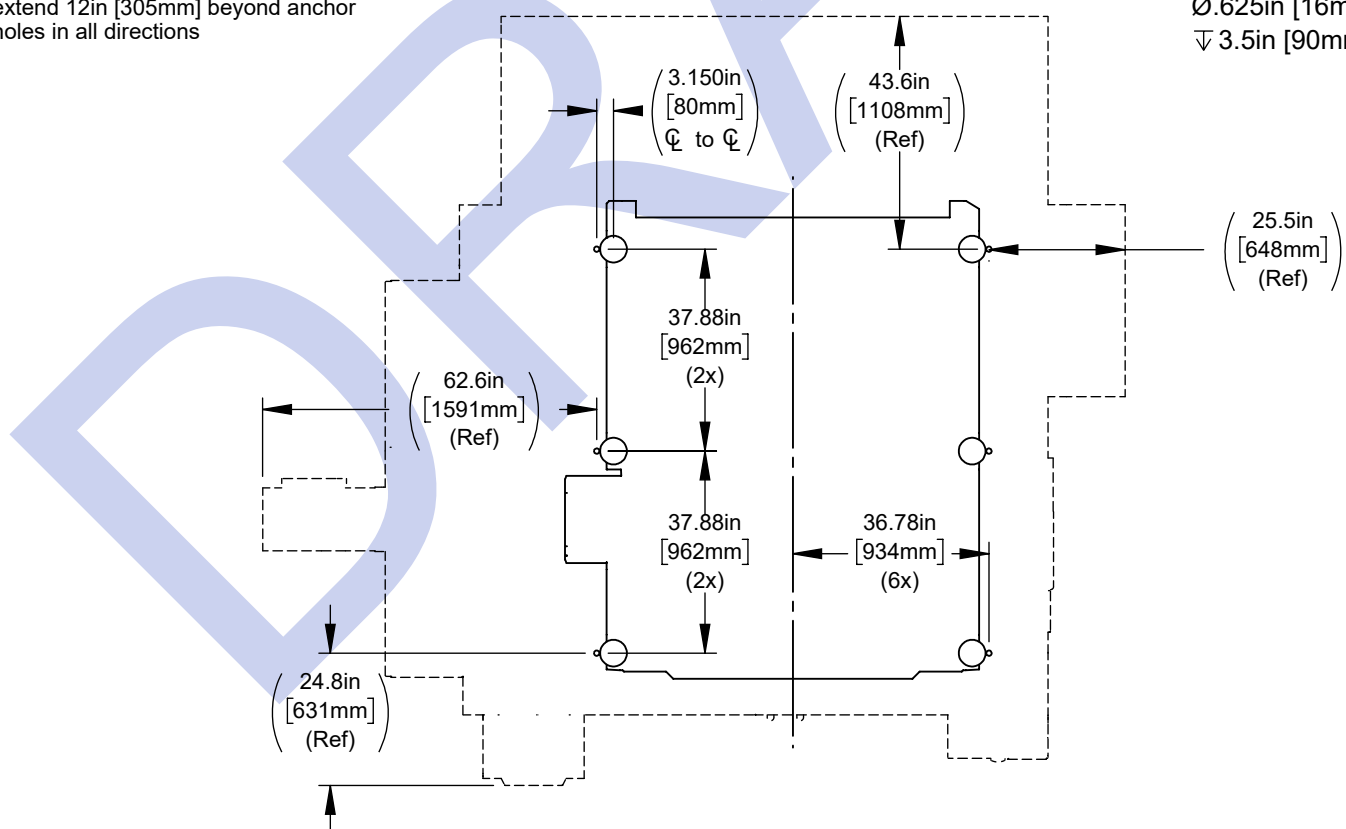 extend 12in [305mm] beyond anchor
holes in all directions
Ø.625in [16m
↧ 3.5in [90mm
3.150in
[80mm]
℄ to ℄
43.6in
[1108mm]
(Ref)
25.5in
[648mm]
(Ref)
37.88in
[962mm]
(2x)
62.6in
[1591mm]
(Ref)
37.88in
[962mm]
(2x)
36.78in
[934mm]
(6x)
24.8in
[631mm]
(Ref)
DRA